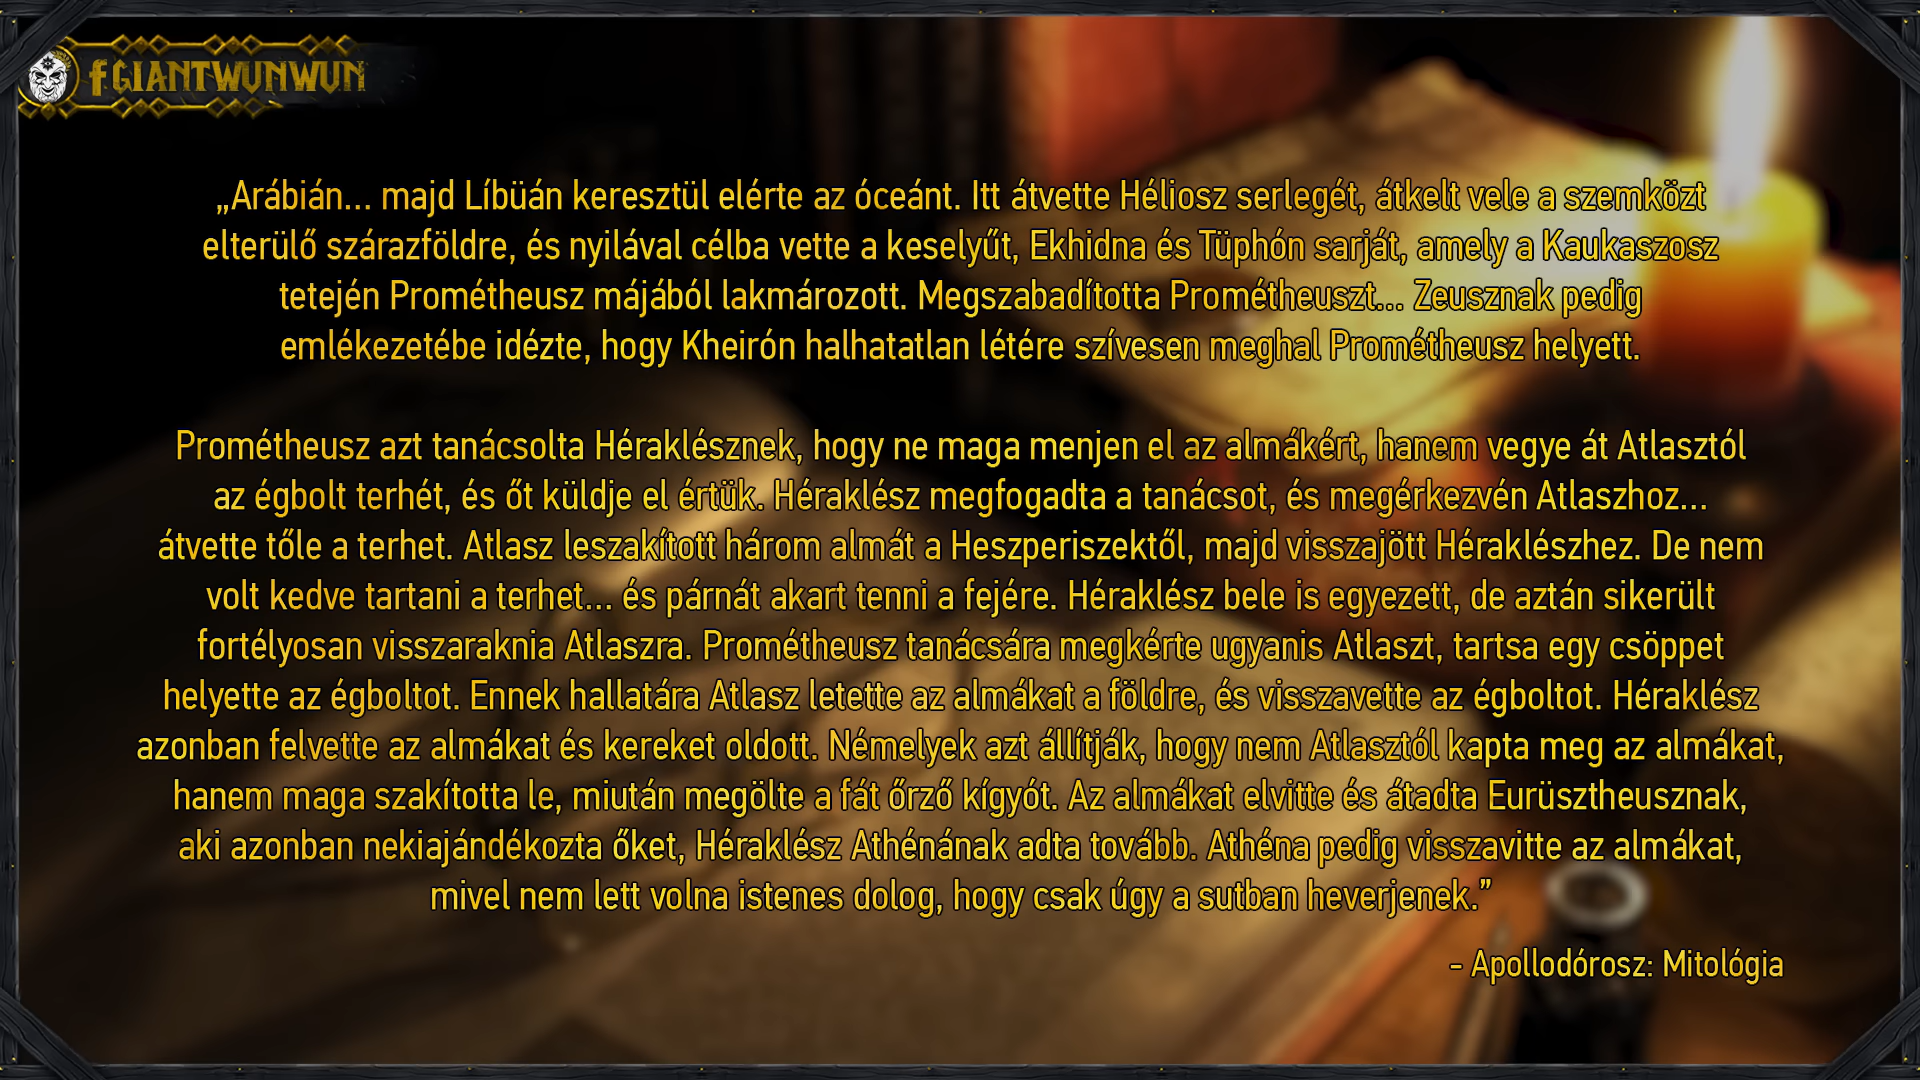 FGIANTWUNWUN
„Arábián... majd Líbüán keresztül elérte az óceánt. Itt átvette Héliosz serlegét, átkelt vele a szemközt
elterülő szárazföldre, és nyilával célba vette a keselyűt, Ekhidna és Tüphón sarját, amely a Kaukaszosz
tetején Prométheusz májából lakmározott. Megszabadította Prométheuszt... Zeusznak pedig
emlékezetébe idézte, hogy Kheirón halhatatlan létére szívesen meghal Prométheusz helyett.
Prométheusz azt tanácsolta Héraklésznek, hogy ne maga menjen el az almákért, hanem vegye át Atlasztól
az égbolt terhét, és őt küldje el értük. Héraklész megfogadta a tanácsot, és megérkezvén Atlaszhoz...
átvette tőle a terhet. Atlasz leszakított három almát a Heszperiszektől, majd visszajött Héraklészhez. De nem
volt kedve tartani a terhet... és párnát akart tenni a fejére. Héraklész bele is egyezett, de aztán sikerült
fortélyosan visszaraknia Atlaszra. Prométheusz tanácsára megkérte ugyanis Atlaszt, tartsa egy csöppet
helyette az égboltot. Ennek hallatára Atlasz letette az almákat a földre, és visszavette az égboltot. Héraklész
azonban felvette az almákat és kereket oldott. Némelyek azt állítják, hogy nem Atlasztól kapta meg az almákat,
hanem maga szakította le, miután megölte a fát őrző kígyót. Az almákat elvitte és átadta Eurüsztheusznak,
aki azonban nekiajándékozta őket, Héraklész Athénának adta tovább. Athéna pedig visszavitte az almákat,
mivel nem lett volna istenes dolog, hogy csak úgy a sutban heverjenek.”
- Apollodórosz: Mitológia